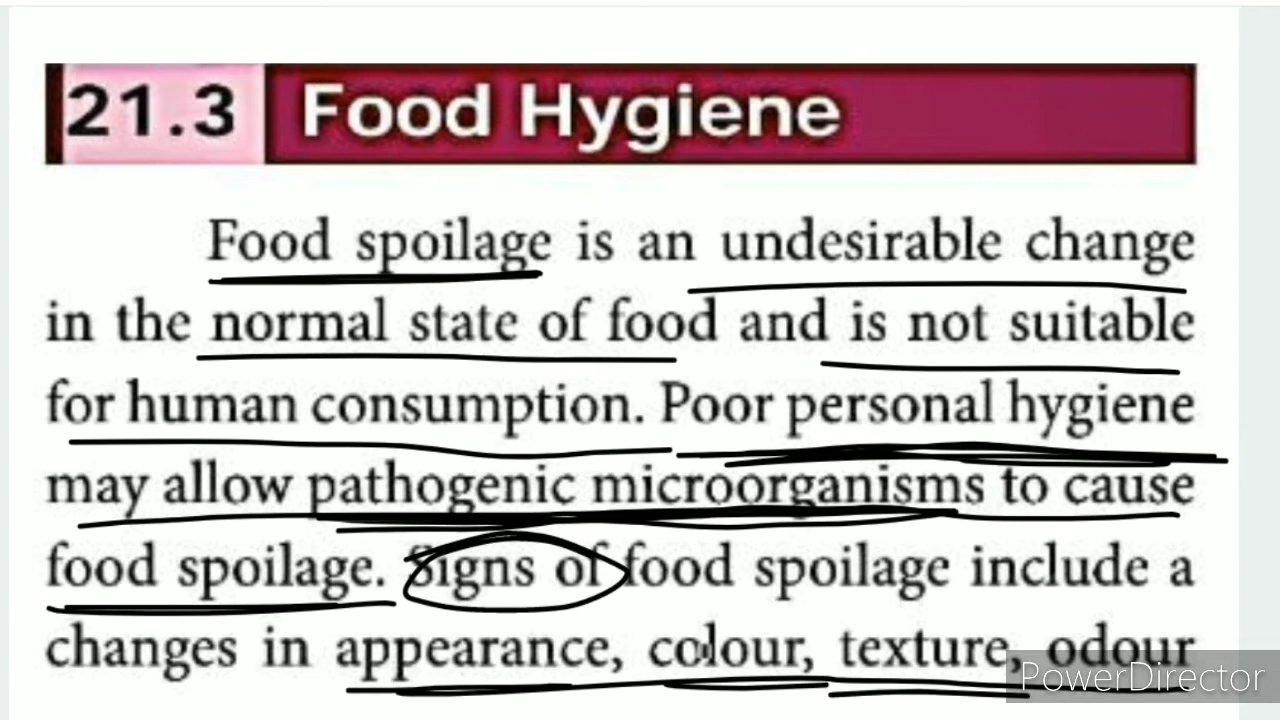 21.3 Food Hygiene
Food spoilage is an undesirable change
in the normal state of food and is not suitable
for human consumption. Poor personal hygiene
may allow pathogenic microorganisms to cause
food spoilage. Signs of food spoilage include a
changes in appearance, colour, texture, odour
PowerDirector